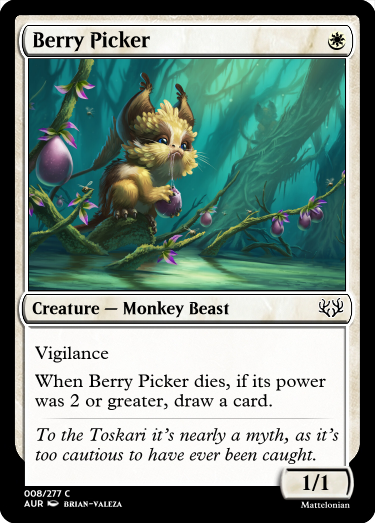 Berry Picker
Creature — Monkey Beast
Vigilance
When Berry Picker dies, if its power
was 2 or greater, draw a card.
To the Toskari it's nearly a myth, as it's
too cautious to have ever been caught.
1/1
008/277 C
AUR BRIAN-VALEZA
Mattelonian